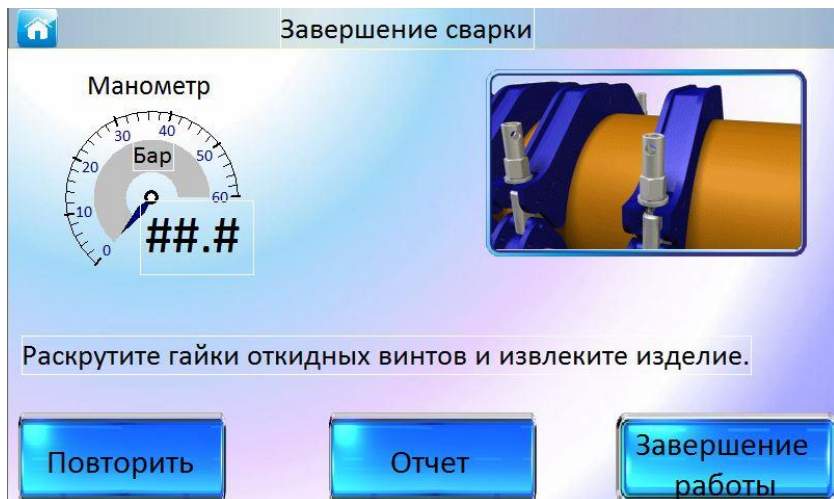 Завершение сварки
Манометр
30 40
20 Бар 50
10 60
0 ##.#
Раскрутите гайки откидных винтов и извлеките изделие.
Повторить
Отчет
Завершение
работы